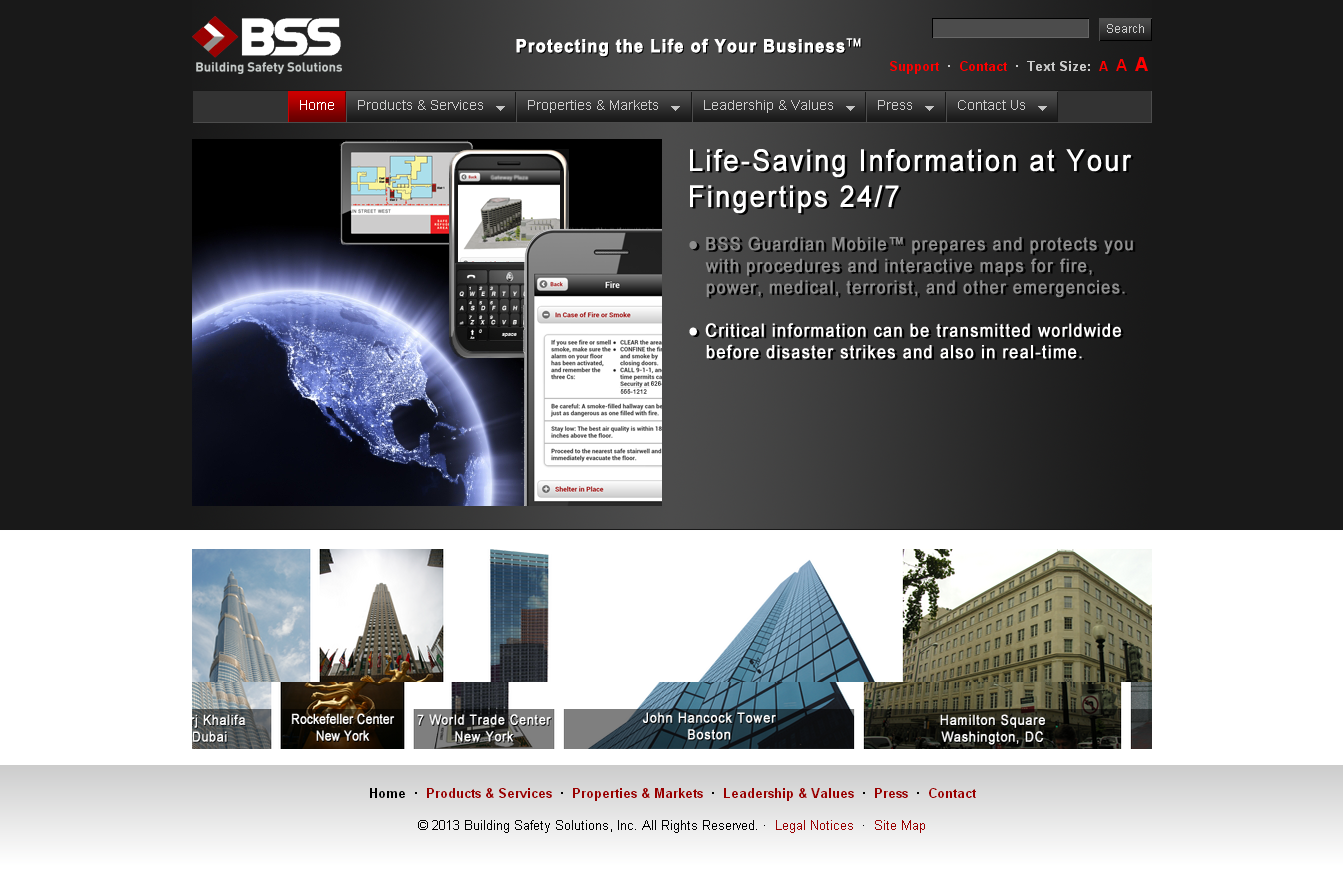 BSS
Building Safety Solutions
Protecting the Life of Your Business™
Search
Support · Contact · Text Size: A A A
Home
Products & Services
Properties & Markets
Leadership & Values
Press
Contact Us
IN STREET WEST
SAFE
AREA
Back
Gateway Plaza
Back
Fire
In Case of Fire or Smoke
If you see fire or smell
smoke, make sure the
alarm on your floor
has been activated,
and remember the
three Cs:
● CLEAR the area
● CONFINE the fi
and smoke by
closing doors.
● CALL 9-1-1, an
time permits ca
Security at 626-
555-1212
Be careful: A smoke-filled hallway can be
just as dangerous as one filled with fire.
Stay low: The best air quality is within 18
inches above the floor.
Proceed to the nearest safe stairwell and
immediately evacuate the floor.
Shelter in Place
Q W E R T Y
space
Life-Saving Information at Your
Fingertips 24/7
● BSS Guardian Mobile™ prepares and protects you
with procedures and interactive maps for fire,
power, medical, terrorist, and other emergencies.
● Critical information can be transmitted worldwide
before disaster strikes and also in real-time.
rj Khalifa
Dubai
Rockefeller Center
New York
7 World Trade Center
New York
John Hancock Tower
Boston
Hamilton Square
Washington, DC
Home · Products & Services · Properties & Markets · Leadership & Values · Press · Contact
© 2013 Building Safety Solutions, Inc. All Rights Reserved. · Legal Notices · Site Map